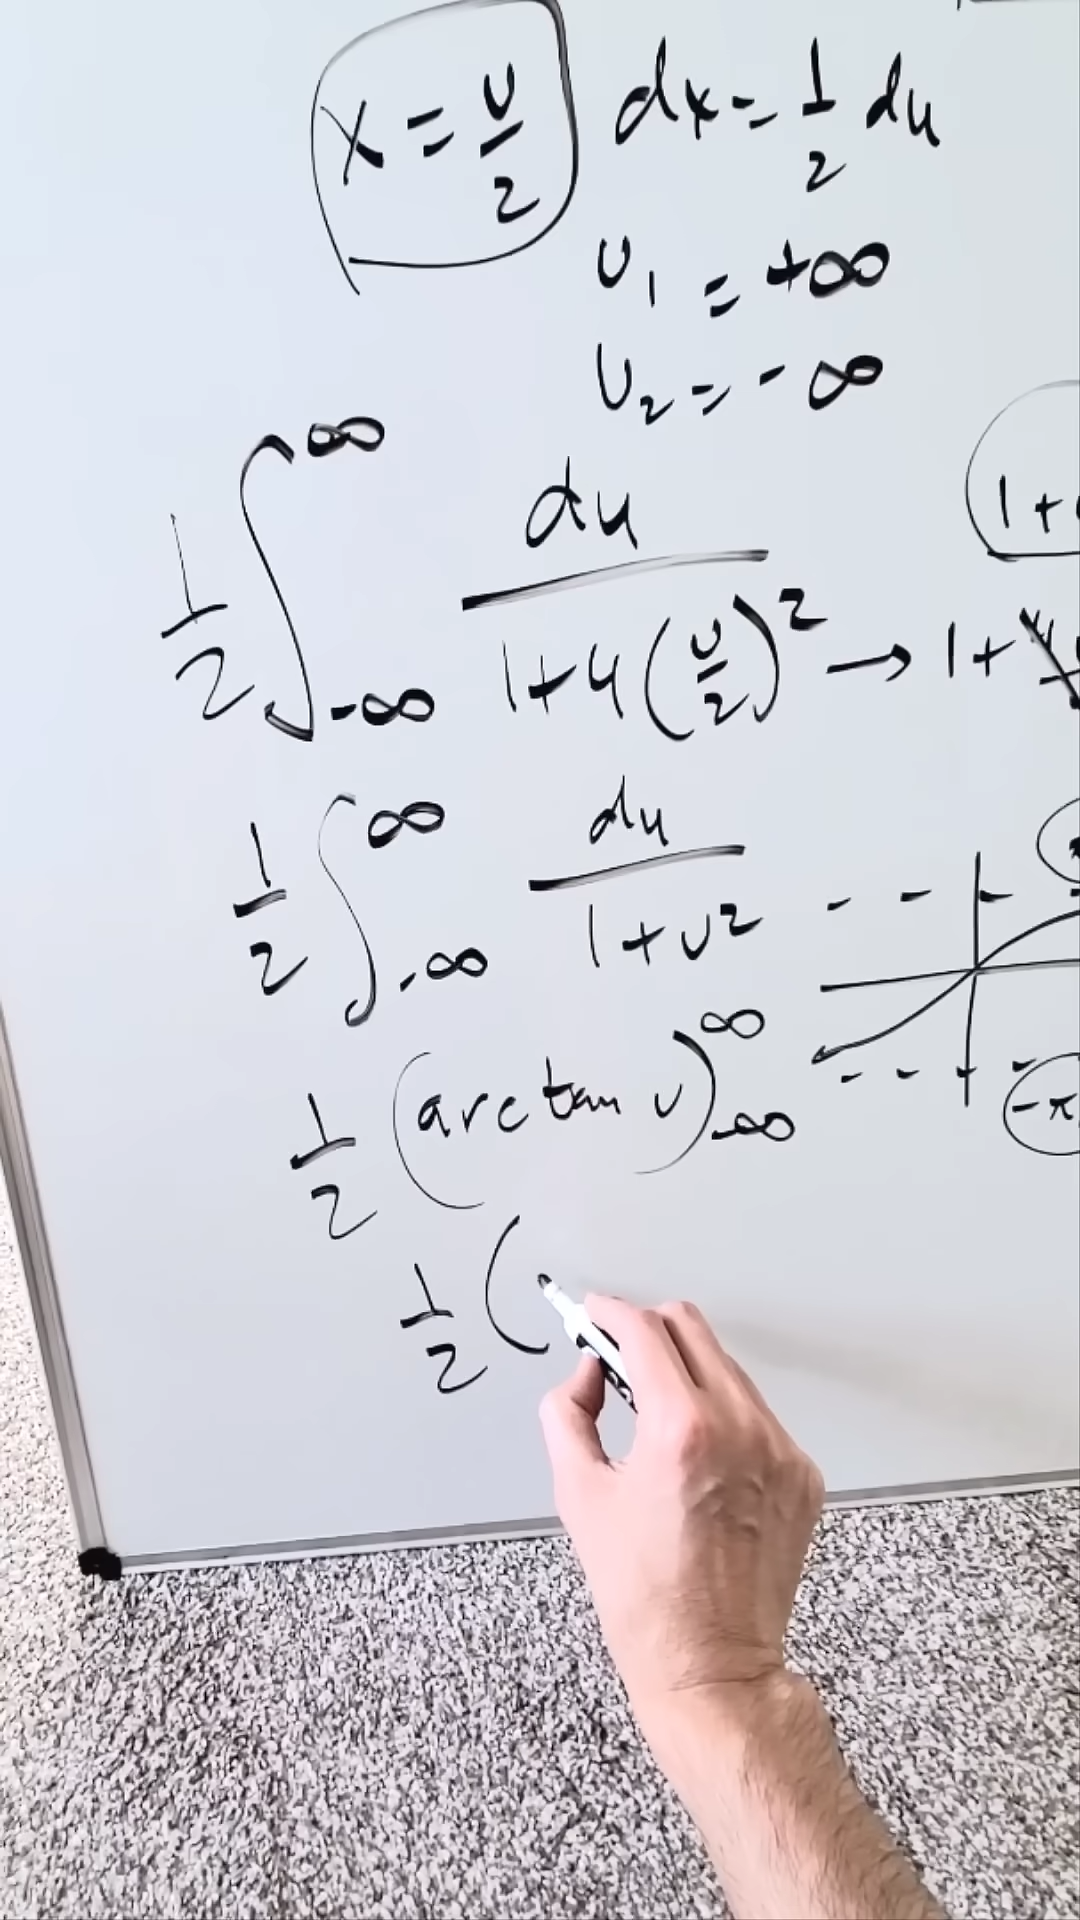 x = u/2 dx = 1/2 du
u₁ = +∞
u₂ = -∞
1/2 ∫_{-∞}^{∞} du/(1+4(u/2)²) → 1+
1+
1/2 ∫_{-∞}^{∞} du/(1+u²)
-π
1/2 (arctan u)_{-∞}^{∞}
1/2 (